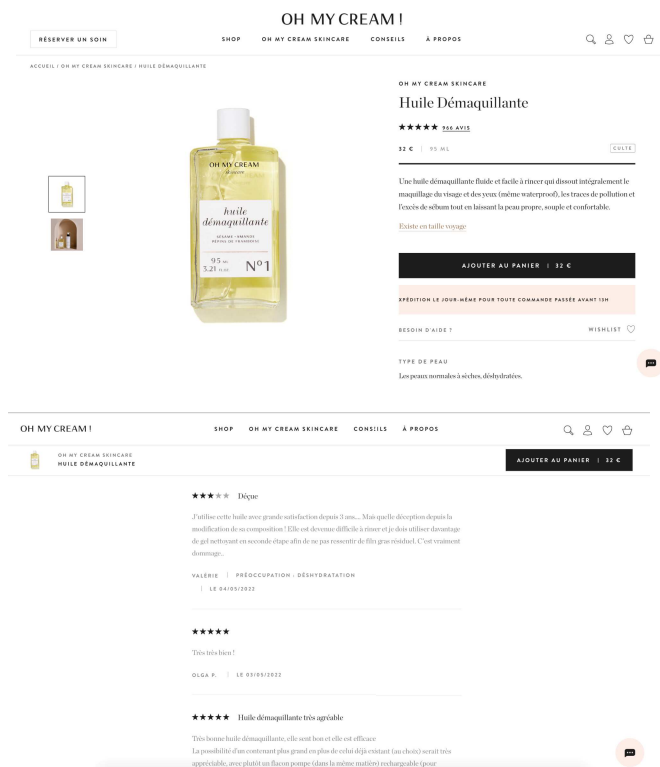 OH MY CREAM !
RÉSERVER UN SOIN
SHOP
OH MY CREAM SKINCARE
CONSEILS
À PROPOS
ACCUEIL / OH MY CREAM SKINCARE / HUILE DÉMAQUILLANTE
OH MY CREAM
huile
démaquillante
95 ML
3.21 Fl OZ
Nº1
OH MY CREAM SKINCARE
Huile Démaquillante
★★★★★ 966 AVIS
32 € | 95 ML
CULTE
Une huile démaquillante fluide et facile à rincer qui dissout intégralement le
maquillage du visage et des yeux (même waterproof), les traces de pollution et
l'excès de sébum tout en laissant la peau propre, souple et confortable.
Existe en taille voyage
AJOUTER AU PANIER | 32 €
XPÉDITION LE JOUR-MÊME POUR TOUTE COMMANDE PASSÉE AVANT 15H
BESOIN D'AIDE ?
WISHLIST
TYPE DE PEAU
Les peaux normales à sèches, déshydratées.
OH MY CREAM !
SHOP
OH MY CREAM SKINCARE
CONSEILS
À PROPOS
OH MY CREAM SKINCARE
HUILE DÉMAQUILLANTE
AJOUTER AU PANIER | 32 €
★★★★★ Déçue
J'utilise cette huile avec grande satisfaction depuis 3 ans... Mais quelle déception depuis la
modification de sa composition ! Elle est devenue difficile à rinser et je dois utiliser davantage
de gel nettoyant en seconde étape afin de ne pas ressentir de film gras résiduel. C'est vraiment
dommage..
VALÉRIE | PRÉOCCUPATION : DÉSHYDRATATION
| LE 04/05/2022
★★★★★
Très très bien !
OLGA P. | LE 03/05/2022
★★★★★ Huile démaquillante très agréable
Très bonne huile démaquillante, elle sent bon et elle est efficace
La possibilité d'un contenant plus grand en plus de celui déjà existant (au choix) serait très
appréciable, avec plutôt un flacon pompe (dans la même matière) rechargeable (pour